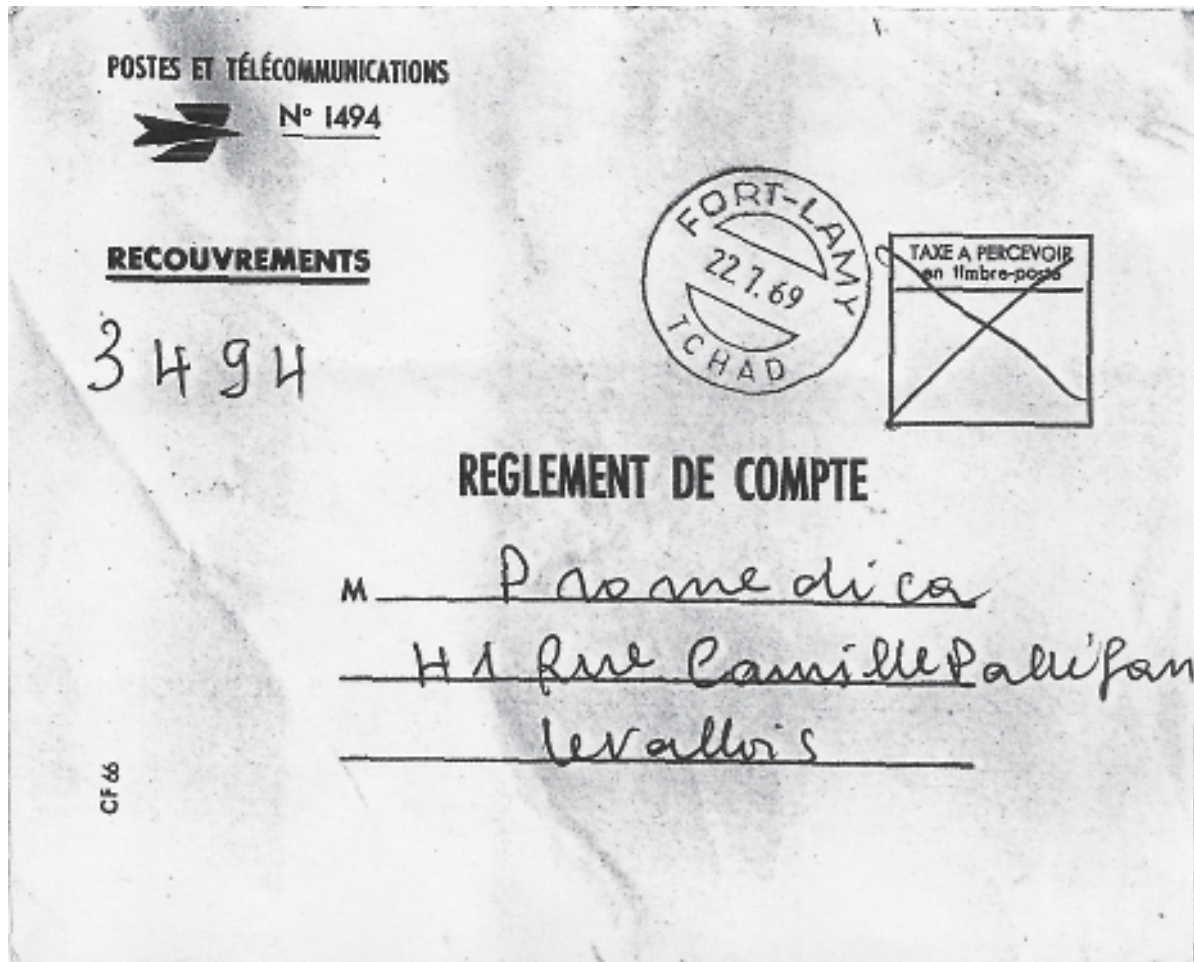 POSTES ET TÉLÉCOMMUNICATIONS
N° 1494
RECOUVREMENTS
3494
FORT-LAMY
22.7.69
TCHAD
TAXE A PERCEVOIR
en timbre-poste
REGLEMENT DE COMPTE
M Promedica
41 Rue Camille
levallois
CF 66